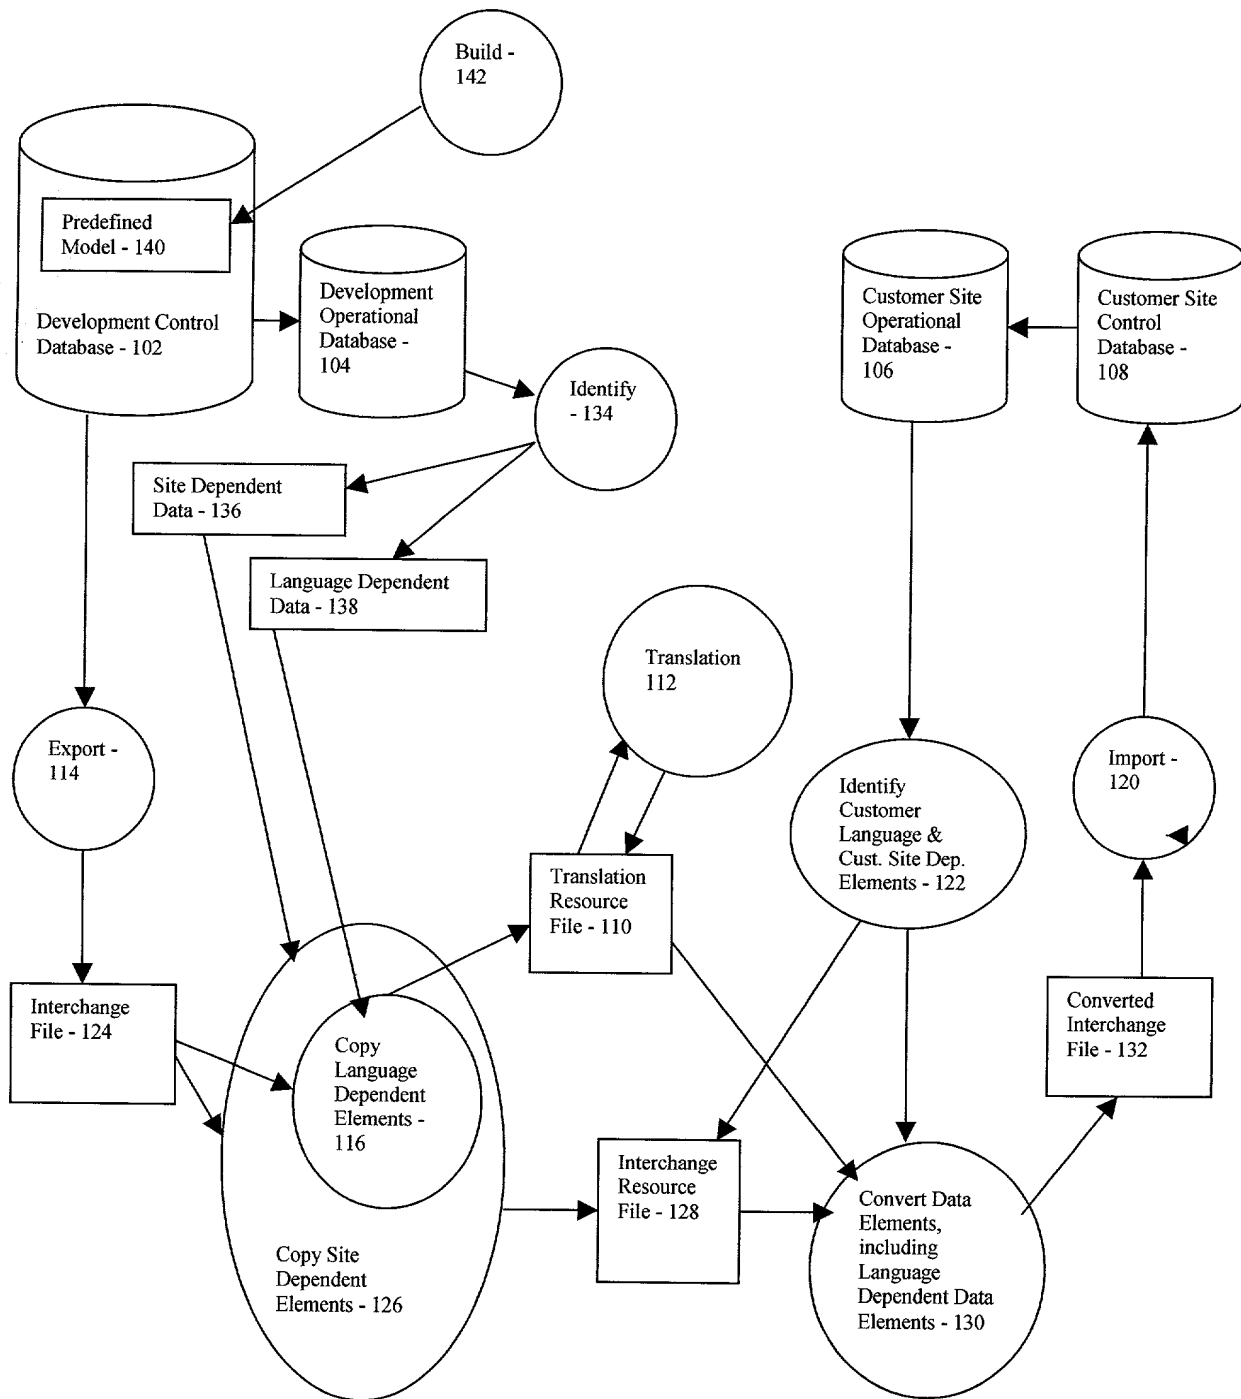 Build -
142
Predefined
Model - 140
Development Control
Database - 102
Development
Operational
Database -
104
Customer Site
Operational
Database -
106
Customer Site
Control
Database -
108
Identify
- 134
Site Dependent
Data - 136
Language Dependent
Data - 138
Translation
112
Export -
114
Identify
Customer
Language &
Cust. Site Dep.
Elements - 122
Import -
120
Translation
Resource
File - 110
Interchange
File - 124
Converted
Interchange
File - 132
Copy
Language
Dependent
Elements -
116
Interchange
Resource
File - 128
Copy Site
Dependent
Elements - 126
Convert Data
Elements,
including
Language
Dependent Data
Elements - 130